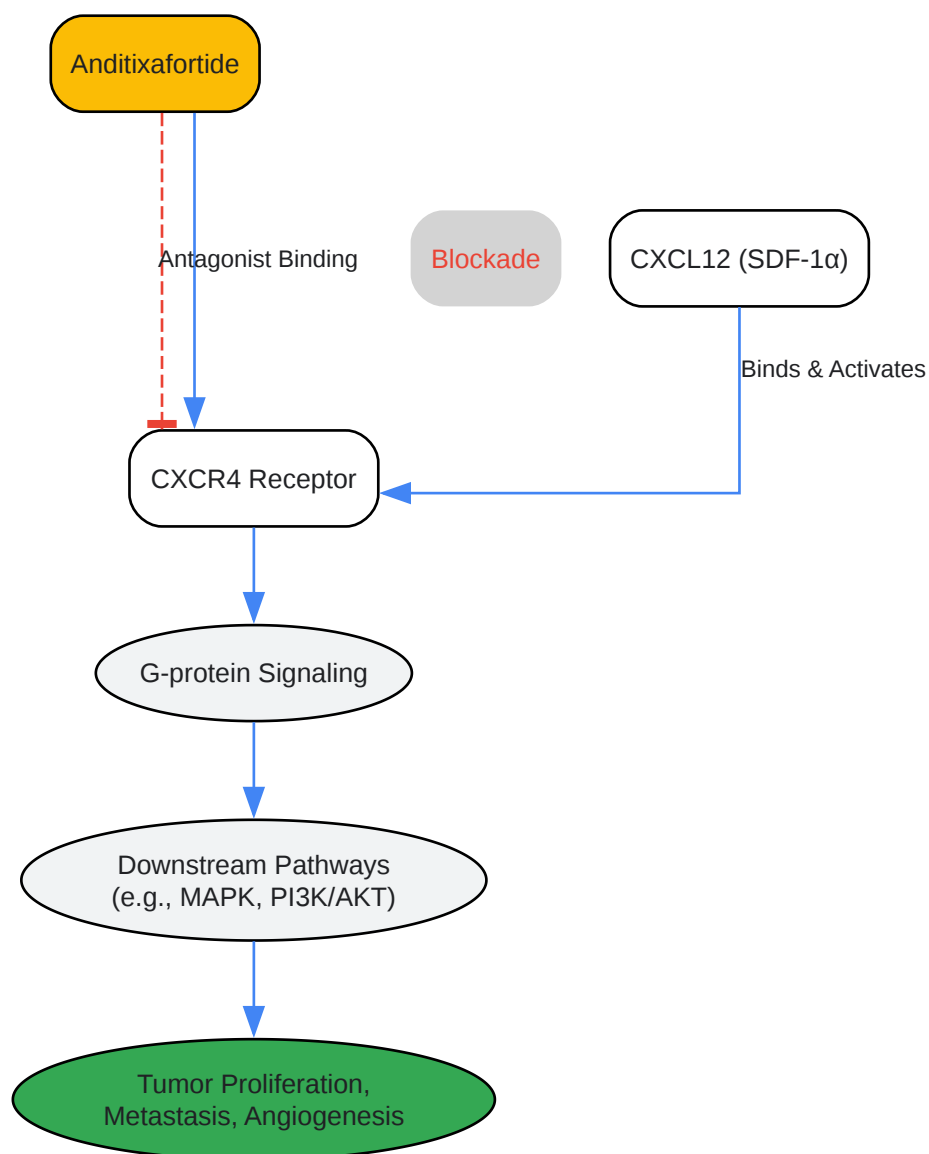 Anditixafortide
Antagonist Binding
Blockade
CXCL12 (SDF-1α)
Binds & Activates
CXCR4 Receptor
G-protein Signaling
Downstream Pathways
(e.g., MAPK, PI3K/AKT)
Tumor Proliferation,
Metastasis, Angiogenesis